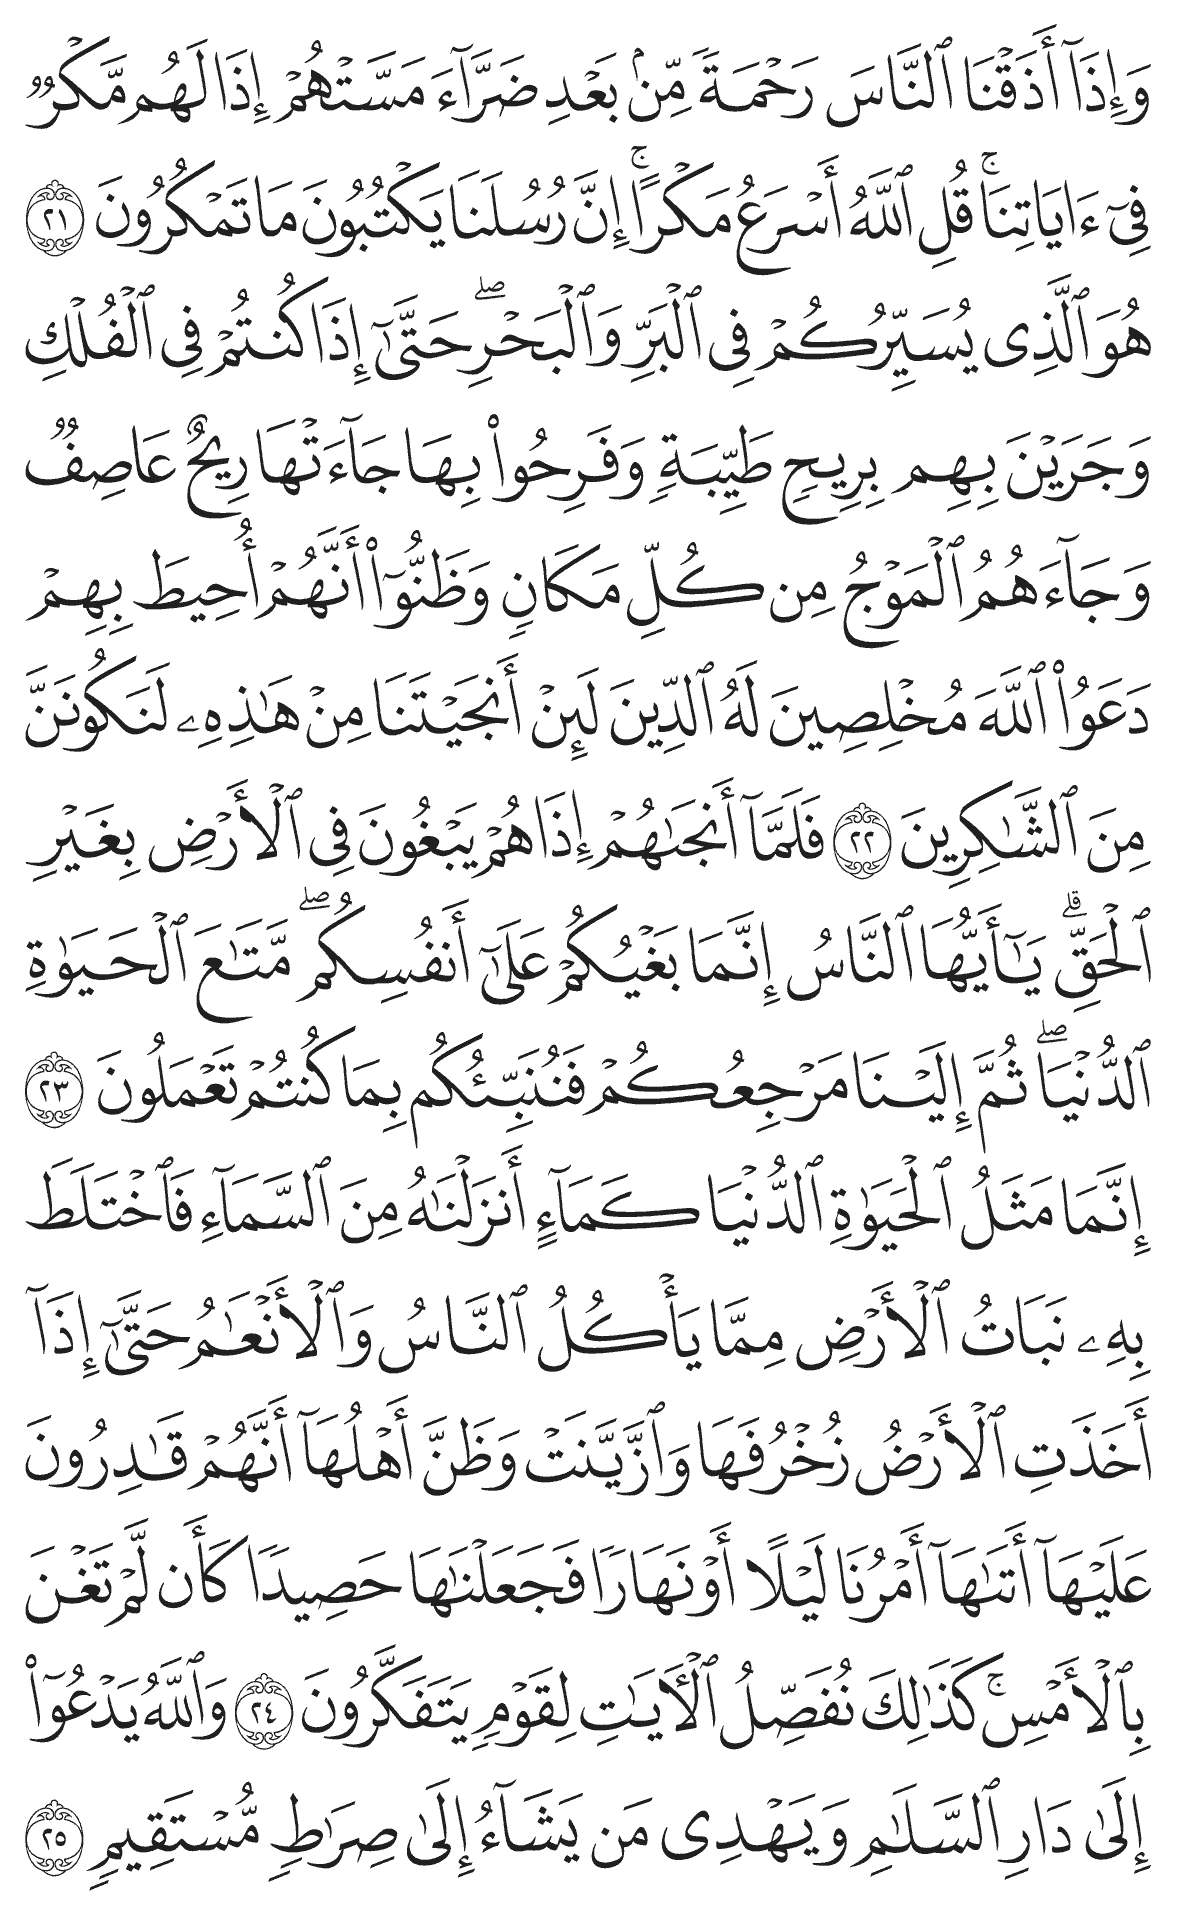 وَإِذَآ أَذَقْنَا ٱلنَّاسَ رَحْمَةً مِّنۢ بَعْدِ ضَرَّآءَ مَسَّتْهُمْ إِذَا لَهُم مَّكْرٌ
فِىٓ ءَايَاتِنَا ۚ قُلِ ٱللَّهُ أَسْرَعُ مَكْرًا ۚ إِنَّ رُسُلَنَا يَكْتُبُونَ مَا تَمْكُرُونَ ٢١
هُوَ ٱلَّذِى يُسَيِّرُكُمْ فِى ٱلْبَرِّ وَٱلْبَحْرِ ۖ حَتَّىٰٓ إِذَا كُنتُمْ فِى ٱلْفُلْكِ
وَجَرَيْنَ بِهِم بِرِيحٍ طَيِّبَةٍ وَفَرِحُوا۟ بِهَا جَآءَتْهَا رِيحٌ عَاصِفٌ
وَجَآءَهُمُ ٱلْمَوْجُ مِن كُلِّ مَكَانٍ وَظَنُّوٓا۟ أَنَّهُمْ أُحِيطَ بِهِمْ
دَعَوُا۟ ٱللَّهَ مُخْلِصِينَ لَهُ ٱلدِّينَ لَئِنْ أَنجَيْتَنَا مِنْ هَـٰذِهِۦ لَنَكُونَنَّ
مِنَ ٱلشَّـٰكِرِينَ ٢٢ فَلَمَّآ أَنجَىٰهُمْ إِذَا هُمْ يَبْغُونَ فِى ٱلْأَرْضِ بِغَيْرِ
ٱلْحَقِّ ۗ يَـٰٓأَيُّهَا ٱلنَّاسُ إِنَّمَا بَغْيُكُمْ عَلَىٰٓ أَنفُسِكُم ۖ مَّتَـٰعَ ٱلْحَيَوٰةِ
ٱلدُّنْيَا ۖ ثُمَّ إِلَيْنَا مَرْجِعُكُمْ فَنُنَبِّئُكُم بِمَا كُنتُمْ تَعْمَلُونَ ٢٣
إِنَّمَا مَثَلُ ٱلْحَيَوٰةِ ٱلدُّنْيَا كَمَآءٍ أَنزَلْنَـٰهُ مِنَ ٱلسَّمَآءِ فَٱخْتَلَطَ
بِهِۦ نَبَاتُ ٱلْأَرْضِ مِمَّا يَأْكُلُ ٱلنَّاسُ وَٱلْأَنْعَـٰمُ حَتَّىٰٓ إِذَآ
أَخَذَتِ ٱلْأَرْضُ زُخْرُفَهَا وَٱزَّيَّنَتْ وَظَنَّ أَهْلُهَآ أَنَّهُمْ قَـٰدِرُونَ
عَلَيْهَآ أَتَىٰهَآ أَمْرُنَا لَيْلًا أَوْ نَهَارًا فَجَعَلْنَـٰهَا حَصِيدًا كَأَن لَّمْ تَغْنَ
بِٱلْأَمْسِ ۚ كَذَٰلِكَ نُفَصِّلُ ٱلْـَٔايَـٰتِ لِقَوْمٍ يَتَفَكَّرُونَ ٢٤ وَٱللَّهُ يَدْعُوٓا۟
إِلَىٰ دَارِ ٱلسَّلَـٰمِ وَيَهْدِى مَن يَشَآءُ إِلَىٰ صِرَٰطٍ مُّسْتَقِيمٍ ٢٥